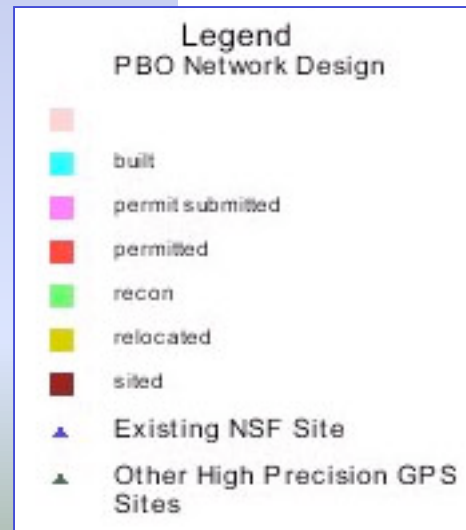 Legend
PBO Network Design
built
permit submitted
permitted
recon
relocated
sited
Existing NSF Site
Other High Precision GPS
Sites